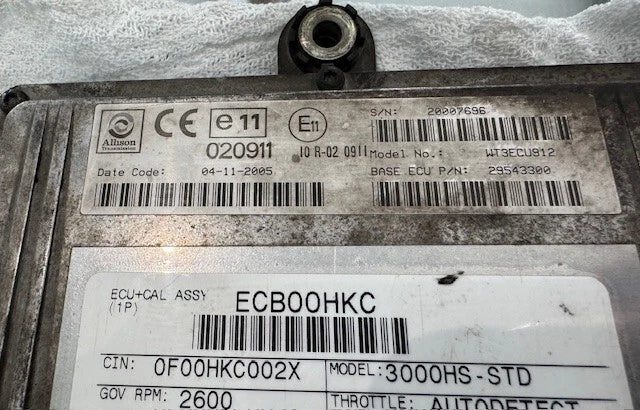 Allison
Transmission
CE
e 11
020911
E11
10 R-02 0911
Date Code: 04-11-2005
S/N: 20007696
Model No.: WT3ECU912
BASE ECU P/N: 29543300
ECU+CAL ASSY
(1P)
ECB00HKC
CIN: 0F00HKC002X
MODEL: 3000HS-STD
GOV RPM: 2600
THROTTLE: AUTODETECT